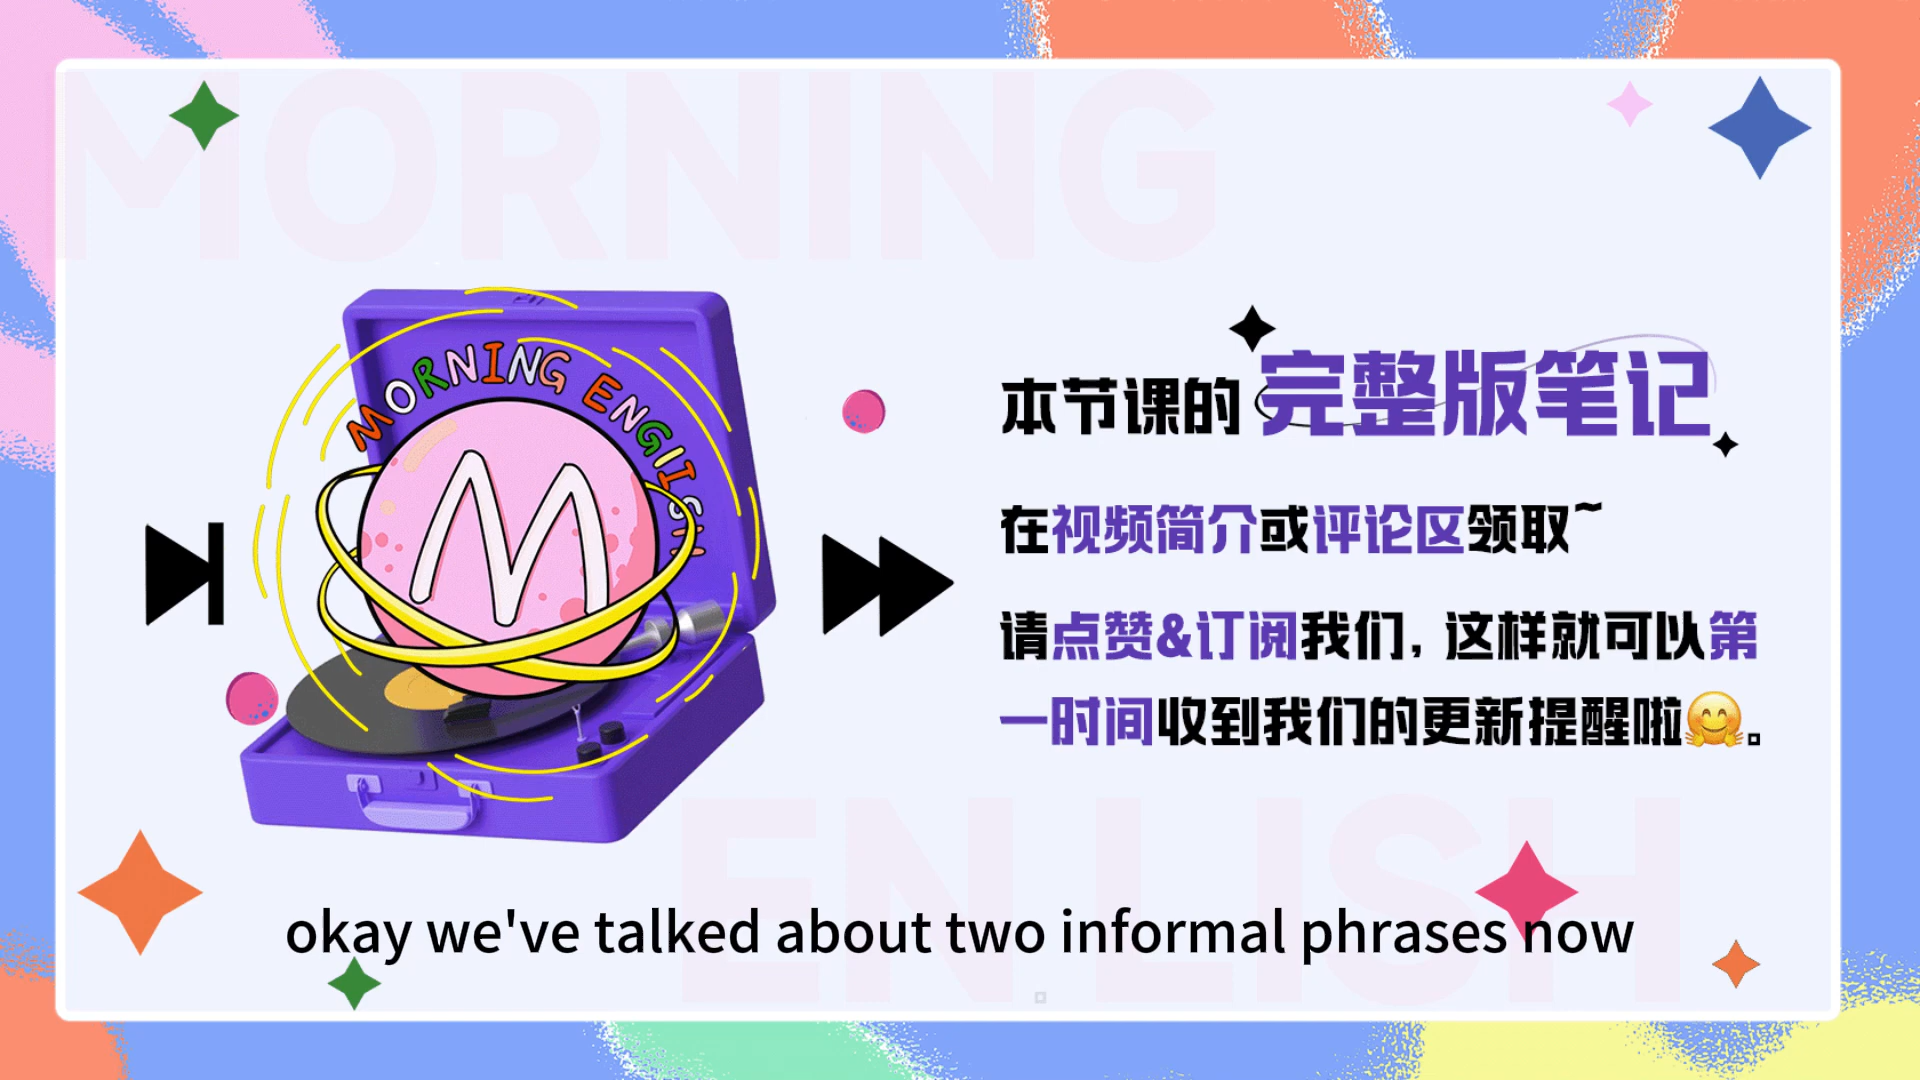 MORNING
MORNING ENGLISH
M
本节课的完整版笔记
在视频简介或评论区领取~
请点赞&订阅我们，这样就可以第
一时间收到我们的更新提醒啦🤗。
EN LISH
okay we've talked about two informal phrases now